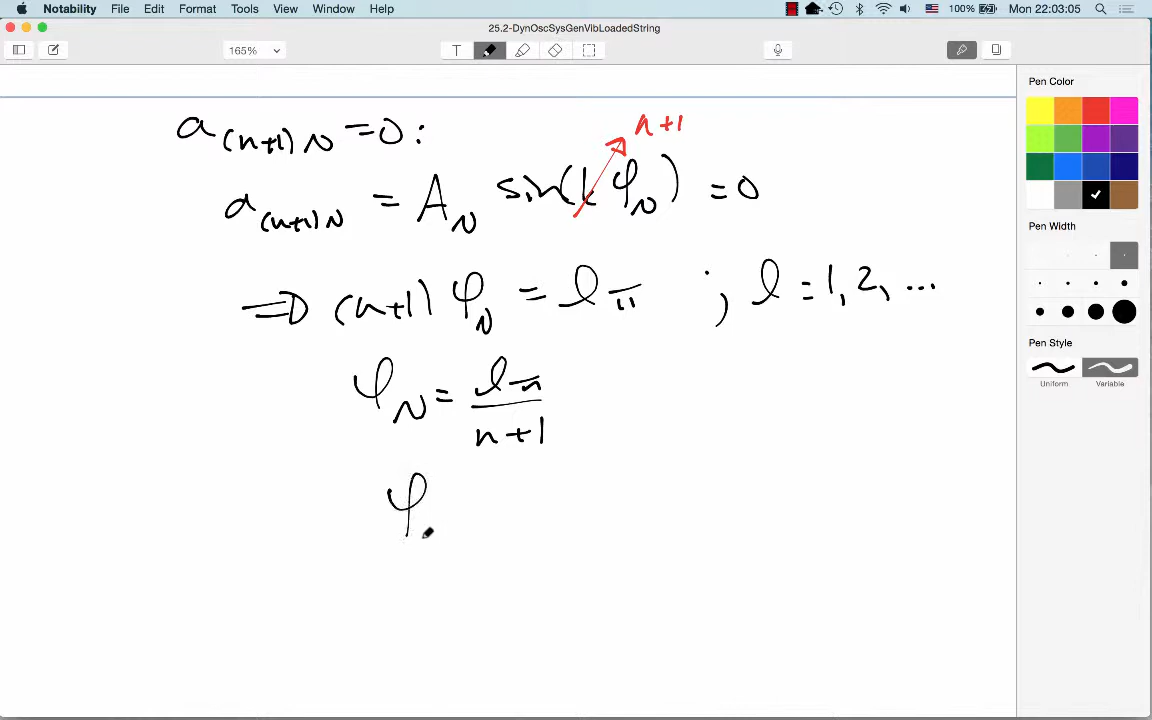 Notability File Edit Format Tools View Window Help 100% Mon 22:03:05
25.2-DynOscSysGenVibLoadedString
165% T
Pen Color
Pen Width
Pen Style
Uniform Variable
a(n+1)N = 0 :
n+1
a(n+1)N = A_N sin(k φ_N) = 0
⇒ (n+1) φ_N = lπ ; l = 1, 2, ...
φ_N = lπ / n+1
φ